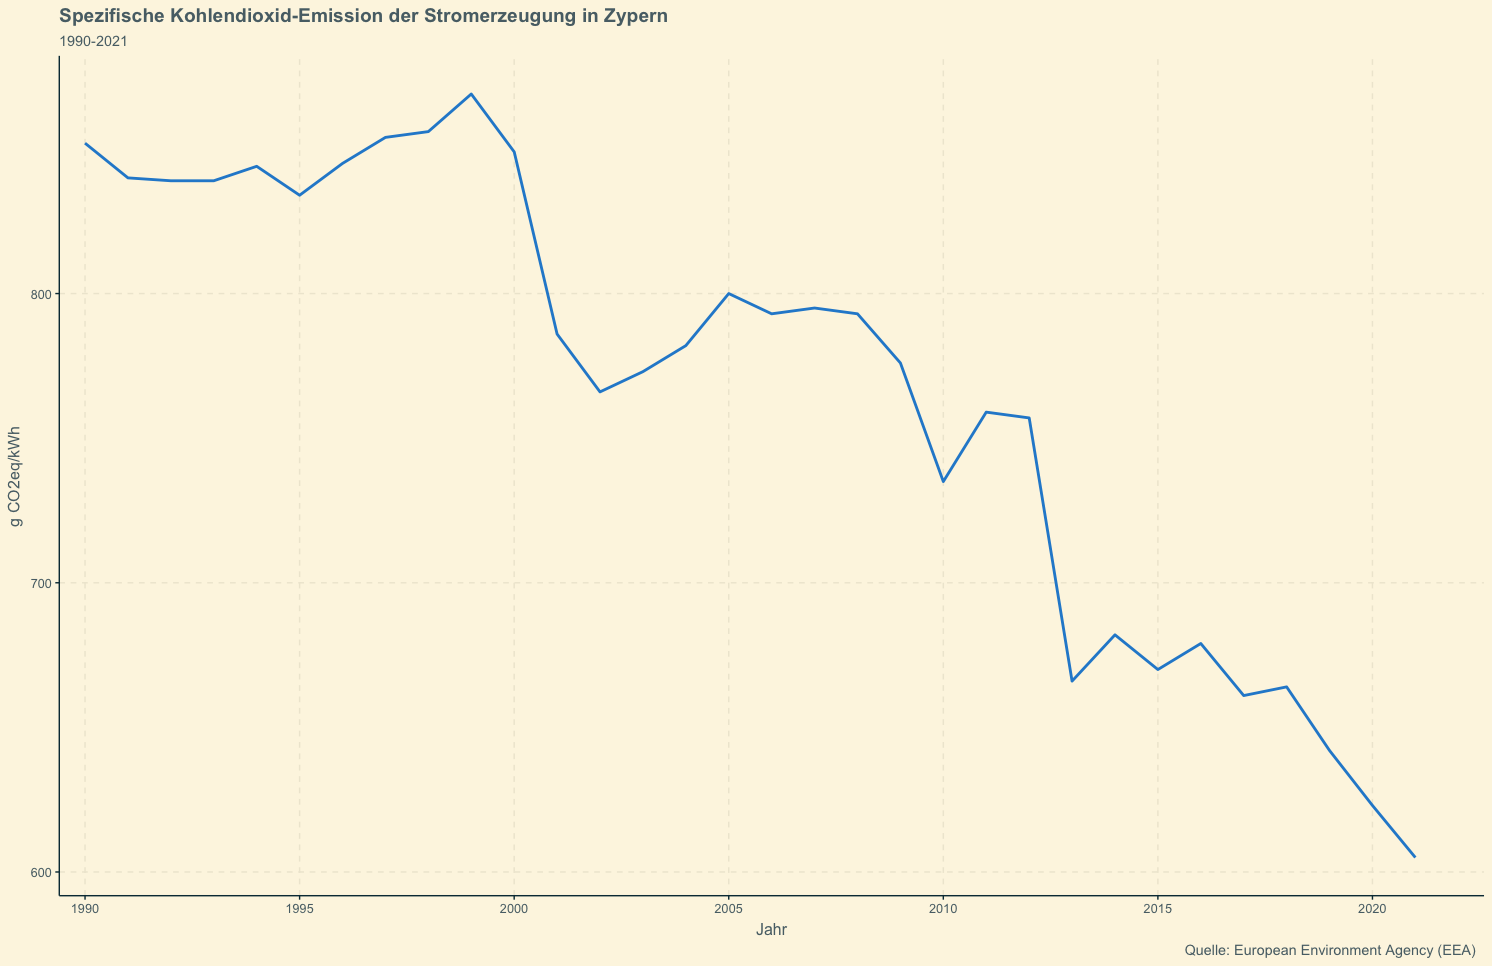 Spezifische Kohlendioxid-Emission der Stromerzeugung in Zypern
1990-2021
g CO2eq/kWh
800
700
600
1990 1995 2000 2005 2010 2015 2020
Jahr
Quelle: European Environment Agency (EEA)